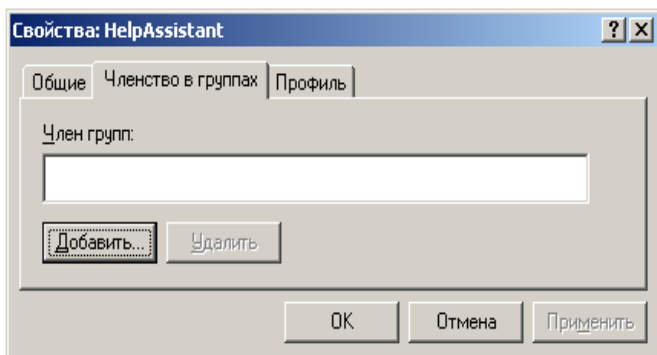 Свойства: HelpAssistant
Общие Членство в группах Профиль
Член групп:
Добавить... Удалить
OK Отмена Применить